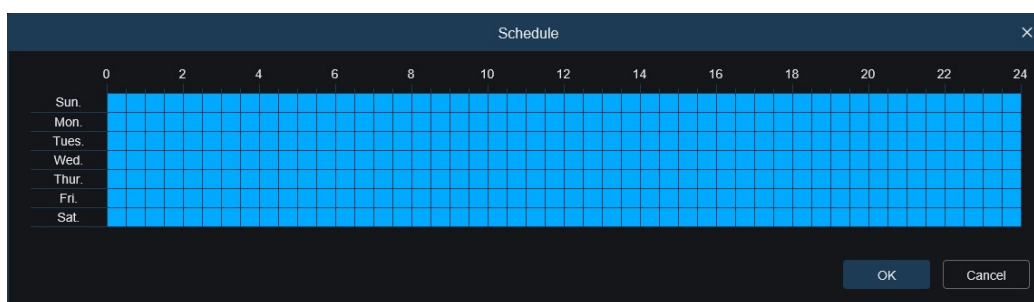 Schedule
0 2 4 6 8 10 12 14 16 18 20 22 24
Sun.
Mon.
Tues.
Wed.
Thur.
Fri.
Sat.
OK Cancel